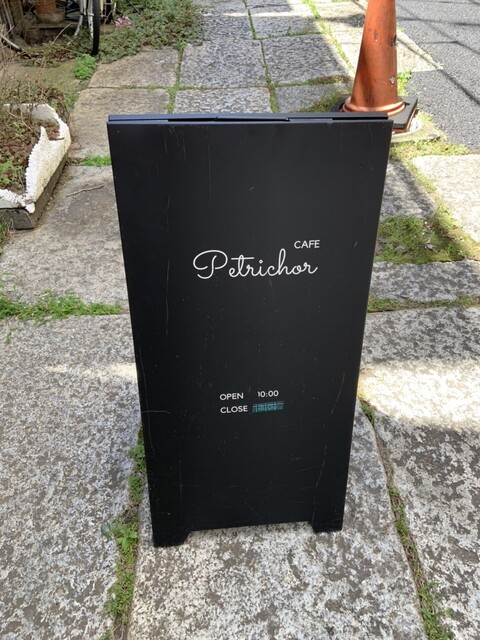 CAFE
Petrichor
OPEN 10:00
CLOSE